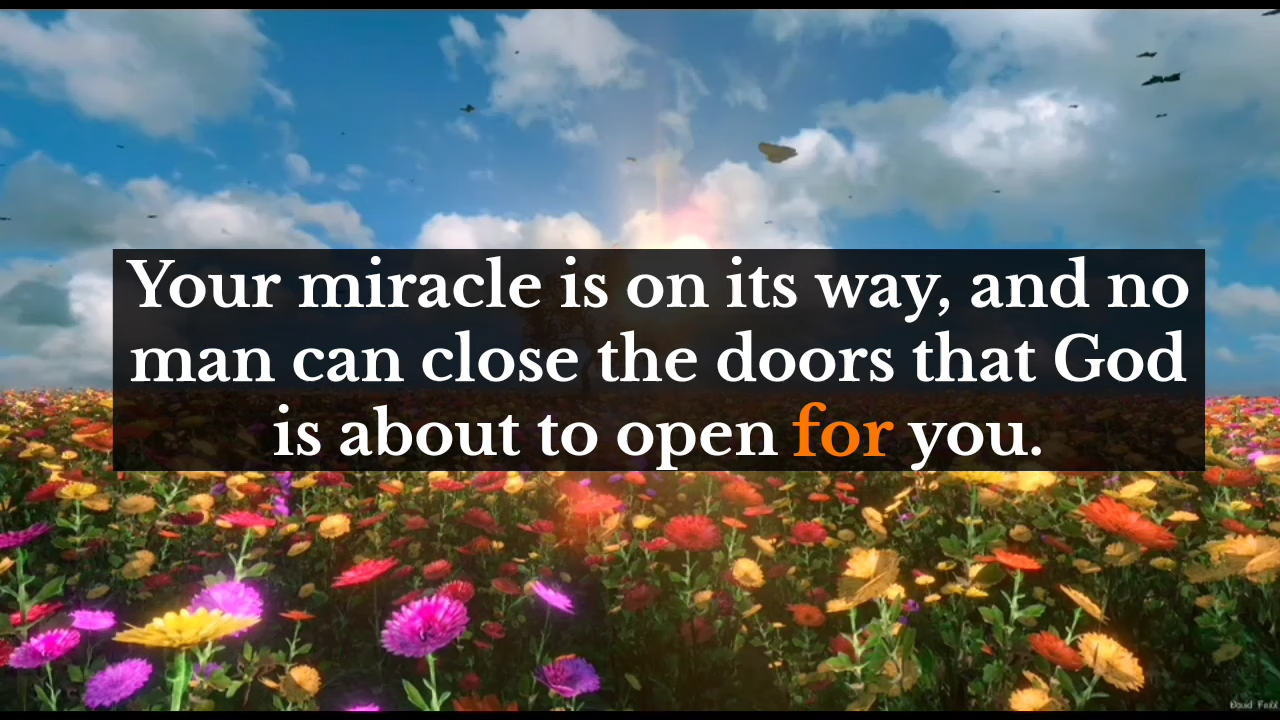 Your miracle is on its way, and no
man can close the doors that God
is about to open for you.